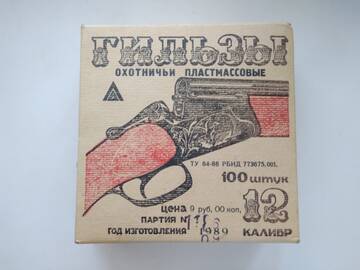 ГИЛЬЗЫ
ОХОТНИЧЬИ ПЛАСТМАССОВЫЕ
ТУ 84-88 РБИД 773675.001.
100 штук
цена 9 руб. 00 коп.
12
ПАРТИЯ №
КАЛИБР
ГОД ИЗГОТОВЛЕНИЯ 1989